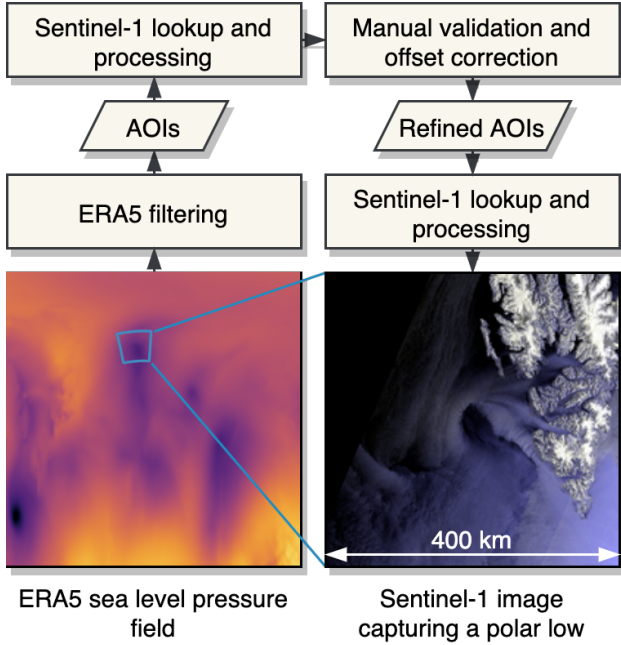 Sentinel-1 lookup and
processing
Manual validation and
offset correction
AOIs
Refined AOIs
ERA5 filtering
Sentinel-1 lookup and
processing
400 km
ERA5 sea level pressure
field
Sentinel-1 image
capturing a polar low